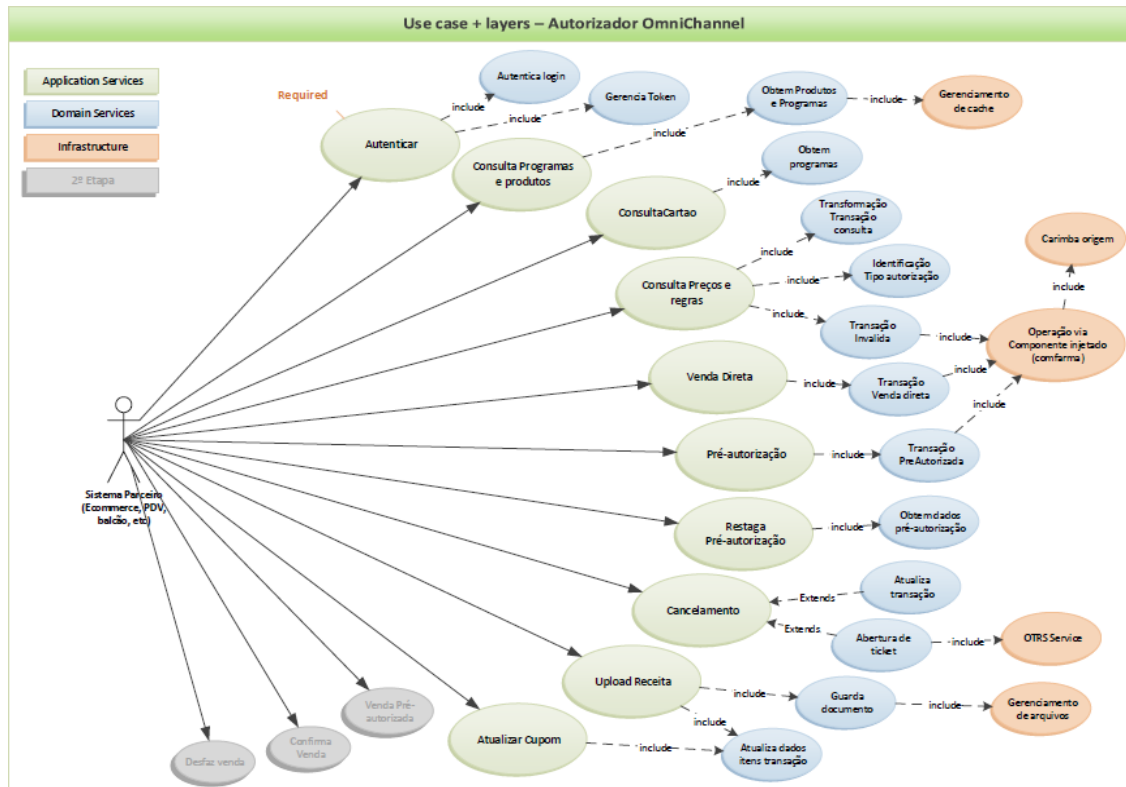 Use case + layers – Autorizador OmniChannel
Application Services
Domain Services
Infrastructure
2ª Etapa
Required
Autenticar
include
Autentica login
include
Gerencia Token
Consulta Programas
e produtos
include
Obtem Produtos
e Programas
include
Gerenciamento
de cache
ConsultaCartao
include
Obtem
programas
Consulta Preços e
regras
include
Transformação
Transação
consulta
include
Identificação
Tipo autorização
include
Transação
Invalida
include
Operação via
Componente injetado
(comfarma)
include
Carimba origem
Venda Direta
include
Transação
Venda direta
include
Pré-autorização
include
Transação
PreAutorizada
include
Restaga
Pré-autorização
include
Obtem dados
pré-autorização
Cancelamento
Extends
Atualiza
transação
Extends
Abertura de
ticket
include
OTRS Service
Upload Receita
include
Guarda
documento
include
Gerenciamento
de arquivos
include
Atualizar Cupom
include
Atualiza dados
itens transação
Sistema Parceiro
(Ecommerce, PDV,
balcão, etc)
Venda Pré-
autorizada
Confirma
Venda
Desfaz venda